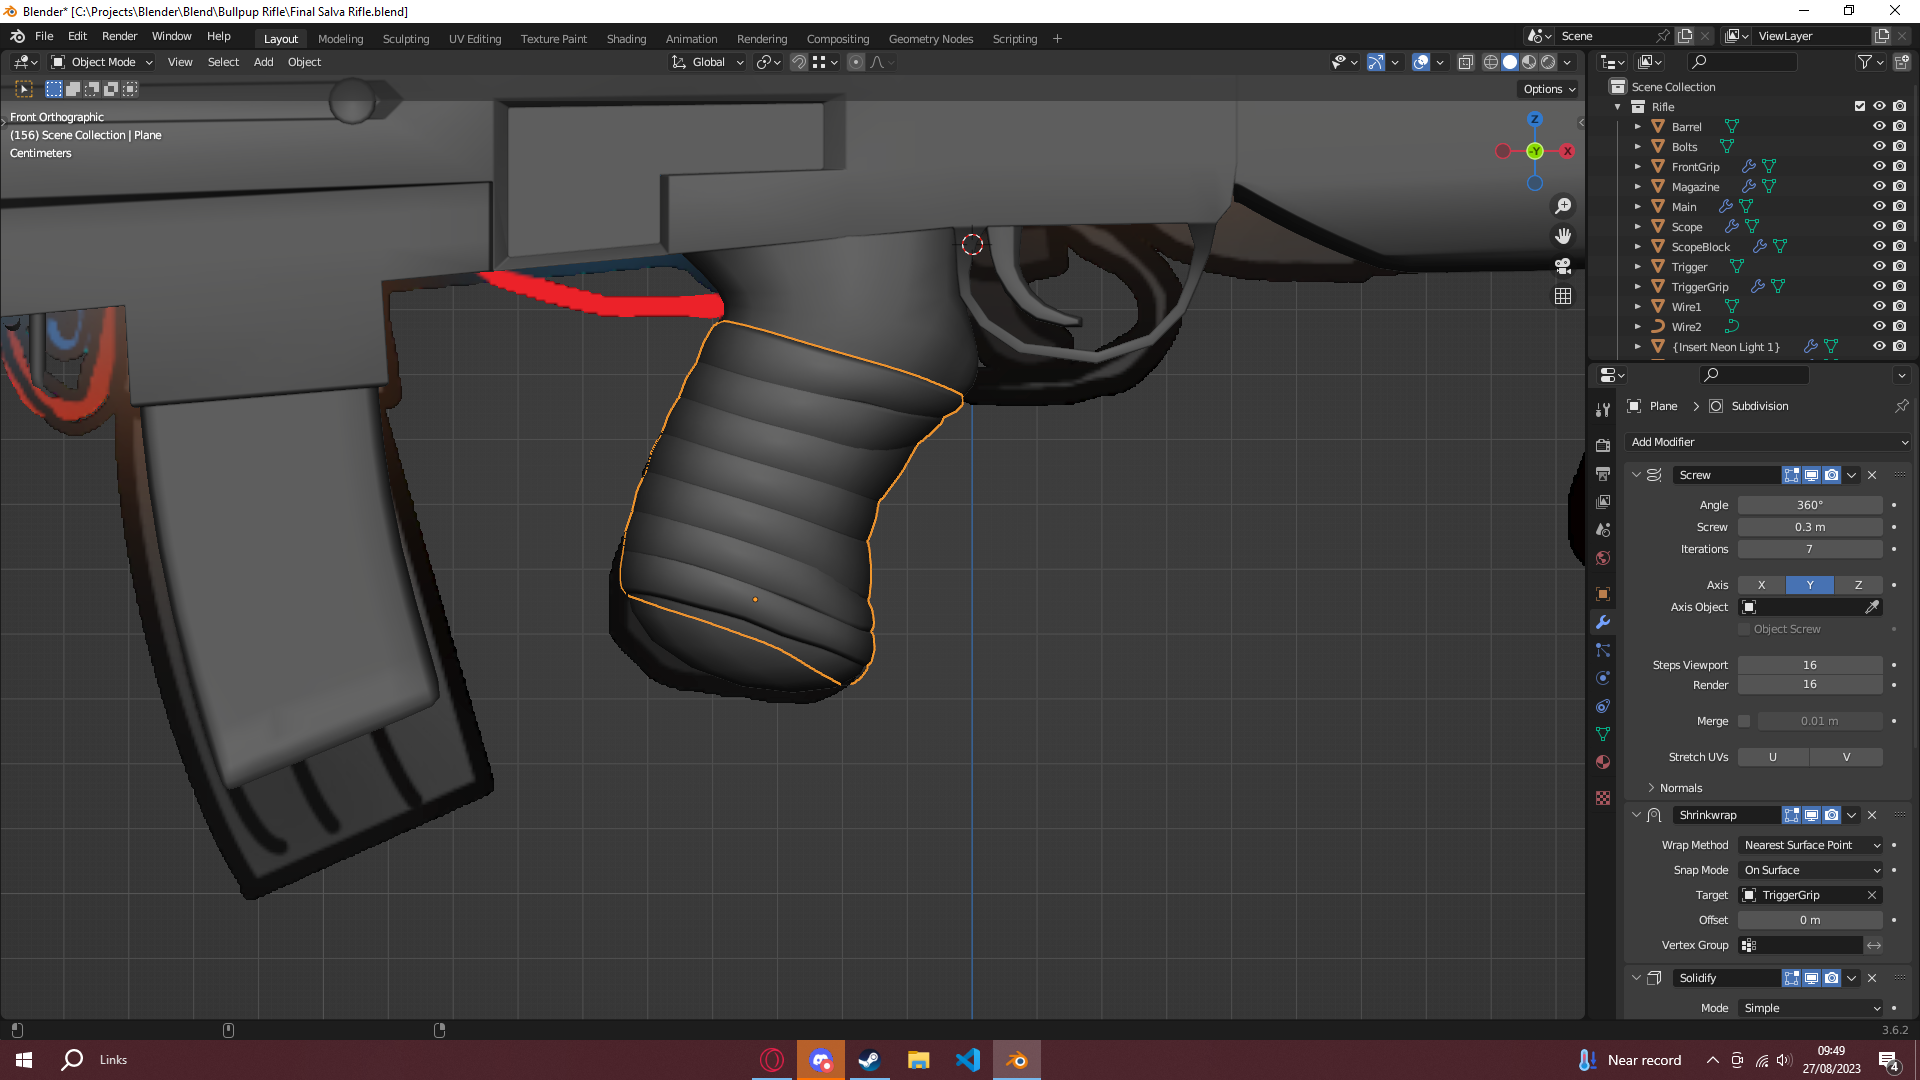 Blender* [C:\Projects\Blender\Blend\Bullpup Rifle\Final Salva Rifle.blend]
File Edit Render Window Help Layout Modeling Sculpting UV Editing Texture Paint Shading Animation Rendering Compositing Geometry Nodes Scripting + Scene ViewLayer
Object Mode View Select Add Object Global
Options
Front Orthographic
(156) Scene Collection | Plane
Centimeters
Z
-Y
X
Scene Collection
Rifle
Barrel
Bolts
FrontGrip
Magazine
Main
Scope
ScopeBlock
Trigger
TriggerGrip
Wire1
Wire2
{Insert Neon Light 1}
Plane > Subdivision
Add Modifier
Screw
Angle 360°
Screw 0.3 m
Iterations 7
Axis X Y Z
Axis Object
Object Screw
Steps Viewport 16
Render 16
Merge 0.01 m
Stretch UVs U V
Normals
Shrinkwrap
Wrap Method Nearest Surface Point
Snap Mode On Surface
Target TriggerGrip
Offset 0 m
Vertex Group
Solidify
Mode Simple
3.6.2
Links
Near record
09:49
27/08/2023
4